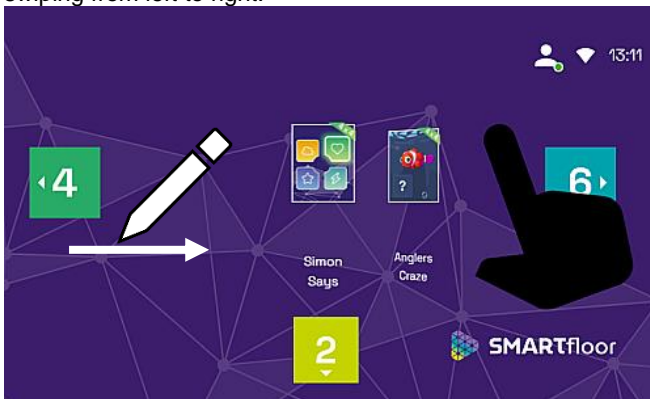 swiping from left to right.
13:11
4
6
Simon
Says
Anglers
Craze
?
2
SMARTfloor